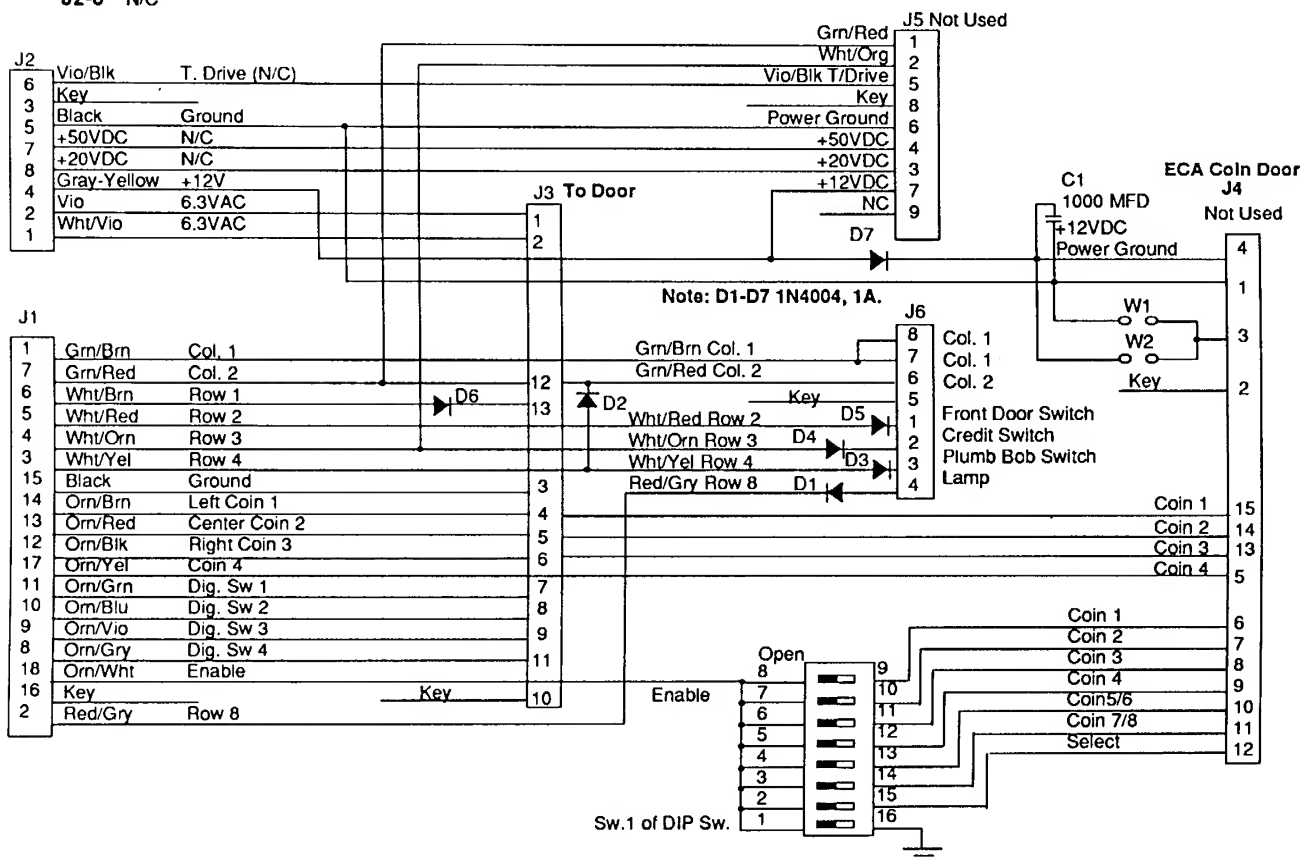 J2-8 N/C
J5 Not Used
Grn/Red 1
Wht/Org 2
Vio/Blk T/Drive 5
Key 8
Power Ground 6
+50VDC 4
+20VDC 3
+12VDC 7
NC 9
J2
6 Vio/Blk T. Drive (N/C)
3 Key
5 Black Ground
7 +50VDC N/C
8 +20VDC N/C
4 Gray-Yellow +12V
2 Vio 6.3VAC
1 Wht/Vio 6.3VAC
J3 To Door
1
2
12
13
3
4
5
6
7
8
9
11
Key 10
D7
Note: D1-D7 1N4004, 1A.
C1
1000 MFD
+12VDC
Power Ground
ECA Coin Door
J4
Not Used
4
1
W1
3
W2
Key 2
J1
1 Grn/Brn Col. 1
7 Grn/Red Col. 2
6 Wht/Brn Row 1
5 Wht/Red Row 2
4 Wht/Orn Row 3
3 Wht/Yel Row 4
15 Black Ground
14 Orn/Brn Left Coin 1
13 Orn/Red Center Coin 2
12 Orn/Blk Right Coin 3
17 Orn/Yel Coin 4
11 Orn/Grn Dig. Sw 1
10 Orn/Blu Dig. Sw 2
9 Orn/Vio Dig. Sw 3
8 Orn/Gry Dig. Sw 4
18 Orn/Wht Enable
16 Key
2 Red/Gry Row 8
D6
D2
J6
8 Col. 1
Grn/Brn Col. 1 7 Col. 1
Grn/Red Col. 2 6 Col. 2
Key 5
Wht/Red Row 2 D5 1 Front Door Switch
Wht/Orn Row 3 D4 2 Credit Switch
Wht/Yel Row 4 D3 3 Plumb Bob Switch
Red/Gry Row 8 D1 4 Lamp
Coin 1 15
Coin 2 14
Coin 3 13
Coin 4 5
Coin 1 6
Coin 2 7
Coin 3 8
Coin 4 9
Coin5/6 10
Coin 7/8 11
Select 12
Open
Enable
8 9
7 10
6 11
5 12
4 13
3 14
2 15
1 16
Sw.1 of DIP Sw.